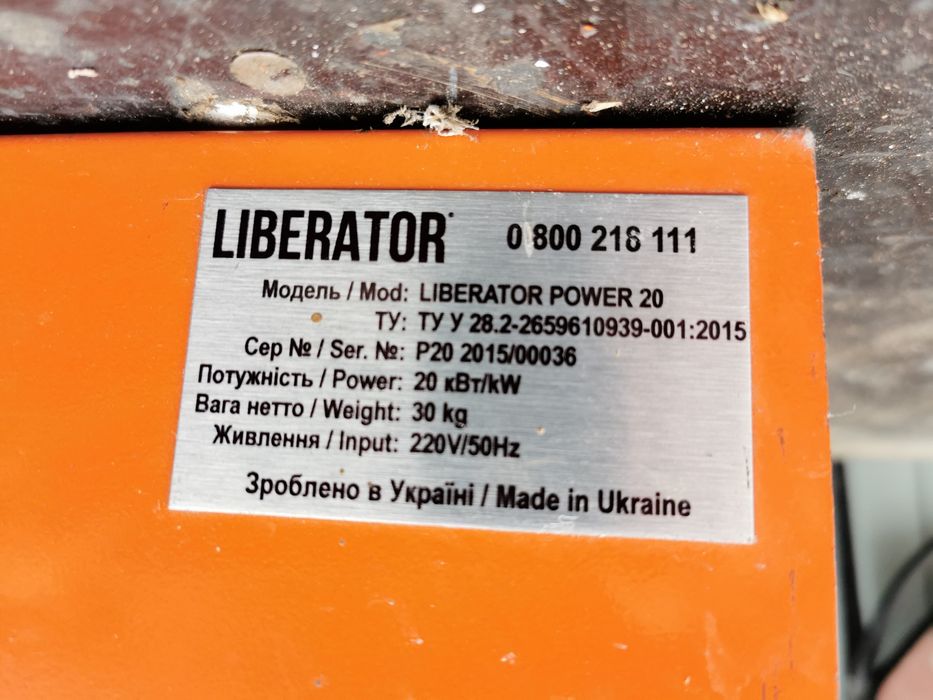 LIBERATOR 0 800 218 111
Модель / Mod: LIBERATOR POWER 20
ТУ: ТУ У 28.2-2659610939-001:2015
Сер № / Ser. №: P20 2015/00036
Потужність / Power: 20 кВт/kW
Вага нетто / Weight: 30 kg
Живлення / Input: 220V/50Hz
Зроблено в Україні / Made in Ukraine